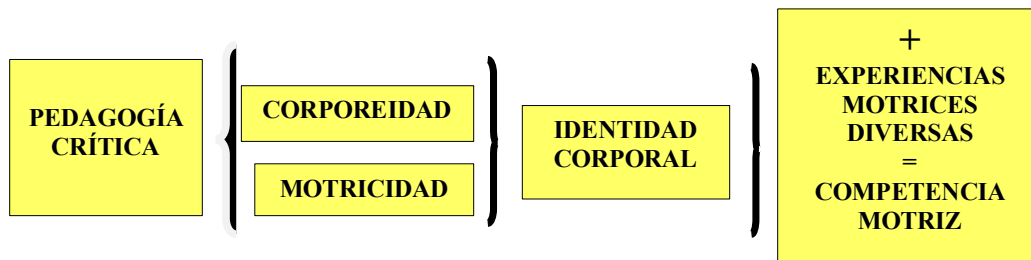 PEDAGOGÍA
CRÍTICA
CORPOREIDAD
MOTRICIDAD
IDENTIDAD
CORPORAL
+
EXPERIENCIAS
MOTRICES
DIVERSAS
=
COMPETENCIA
MOTRIZ